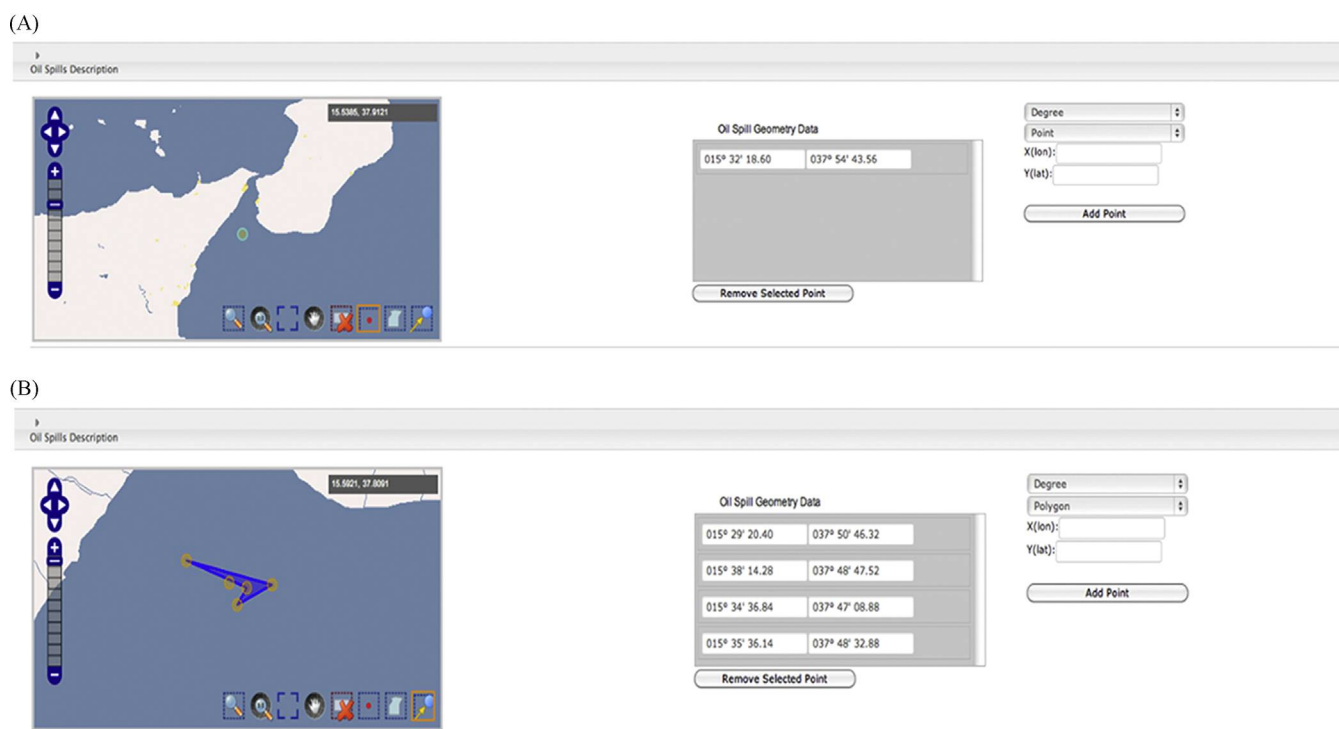 (A)
Oil Spills Description
15.5385, 37.9121
Oil Spill Geometry Data
015º 32' 18.60 037º 54' 43.56
Remove Selected Point
Degree
Point
X(lon):
Y(lat):
Add Point
(B)
Oil Spills Description
15.5921, 37.8091
Oil Spill Geometry Data
015º 29' 20.40 037º 50' 46.32
015º 38' 14.28 037º 48' 47.52
015º 34' 36.84 037º 47' 08.88
015º 35' 36.14 037º 48' 32.88
Remove Selected Point
Degree
Polygon
X(lon):
Y(lat):
Add Point